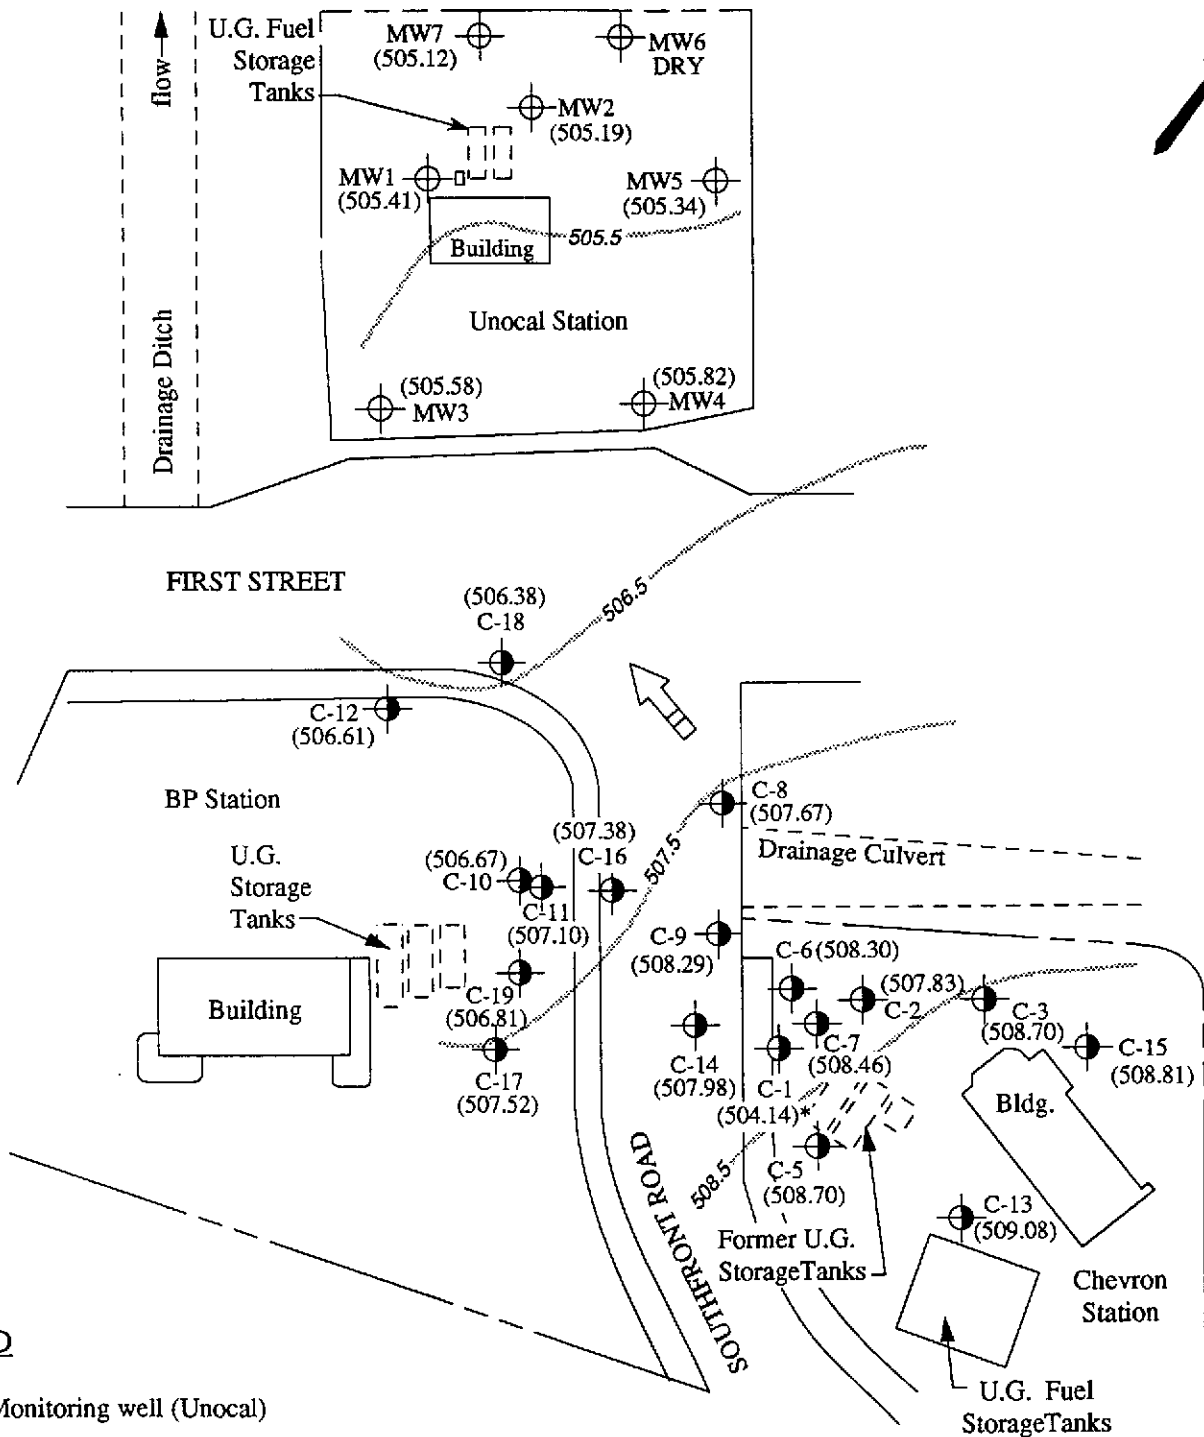 U.G. Fuel
Storage
Tanks
flow
MW7
(505.12)
MW6
DRY
MW2
(505.19)
MW1
(505.41)
MW5
(505.34)
505.5
Building
Unocal Station
Drainage Ditch
(505.58)
MW3
(505.82)
MW4
FIRST STREET
(506.38)
C-18
506.5
C-12
(506.61)
BP Station
C-8
(507.67)
(507.38)
C-16
507.5
Drainage Culvert
U.G.
Storage
Tanks
(506.67)
C-10
C-11
(507.10)
C-9
(508.29)
C-6 (508.30)
(507.83)
C-2
C-3
(508.70)
Building
C-19
(506.81)
C-17
(507.52)
C-14
(507.98)
C-1
(504.14)*
C-7
(508.46)
C-15
(508.81)
Bldg.
508.5
C-5
(508.70)
C-13
(509.08)
SOUTHFRONT ROAD
Former U.G.
StorageTanks
Chevron
Station
U.G. Fuel
StorageTanks
D
Monitoring well (Unocal)